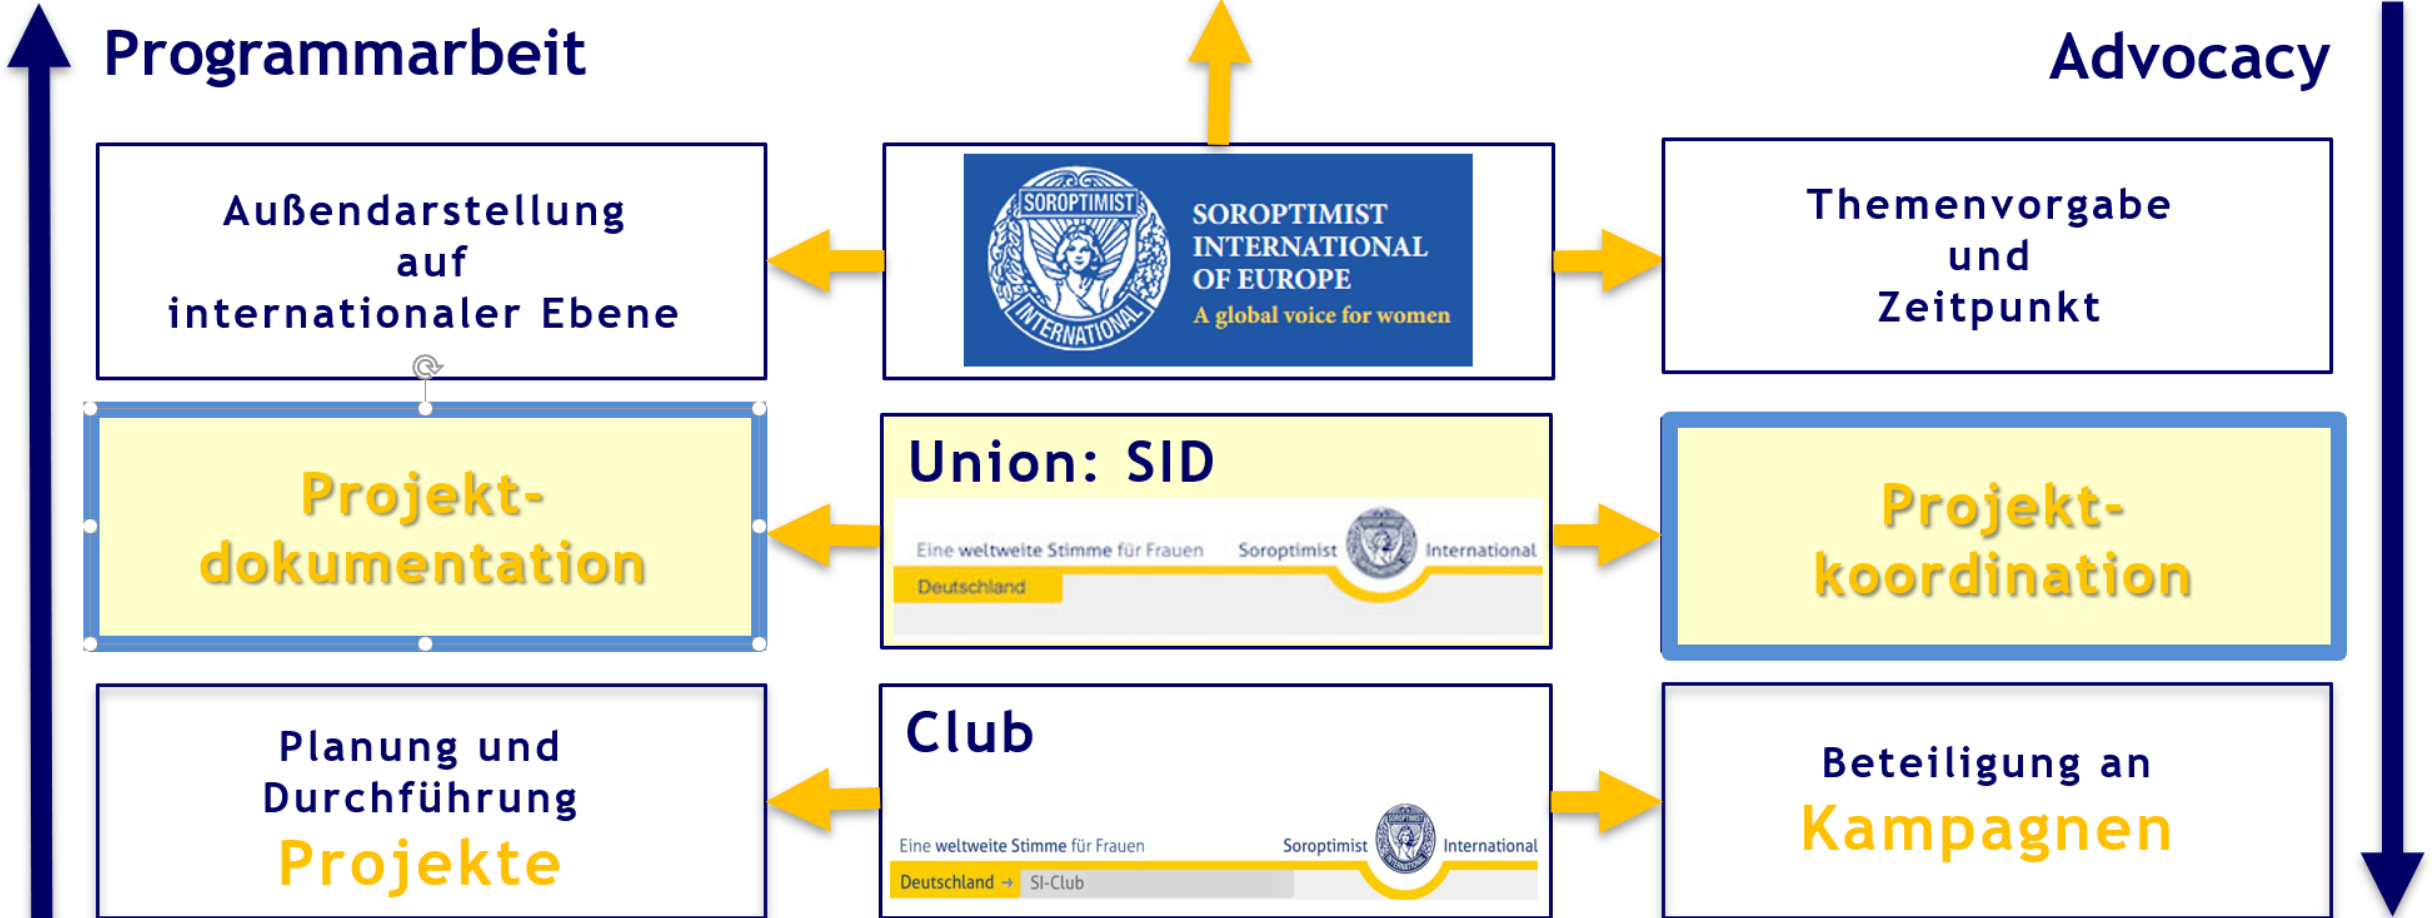 Programmarbeit
Advocacy
Außendarstellung
auf
internationaler Ebene
SOROPTIMIST
INTERNATIONAL
SOROPTIMIST
INTERNATIONAL
OF EUROPE
A global voice for women
Themenvorgabe
und
Zeitpunkt
Projekt-
dokumentation
Union: SID
Eine weltweite Stimme für Frauen
Soroptimist International
Deutschland
Projekt-
koordination
Planung und
Durchführung
Projekte
Club
Eine weltweite Stimme für Frauen
Soroptimist International
SOROPTIMIST
INTERNATIONAL
Deutschland → SI-Club
Beteiligung an
Kampagnen